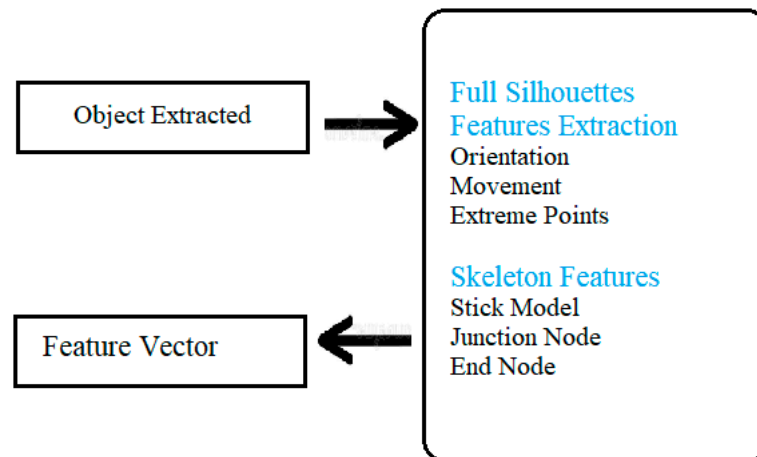 Object Extracted
Full Silhouettes
Features Extraction
Orientation
Movement
Extreme Points
Skeleton Features
Stick Model
Junction Node
End Node
Feature Vector